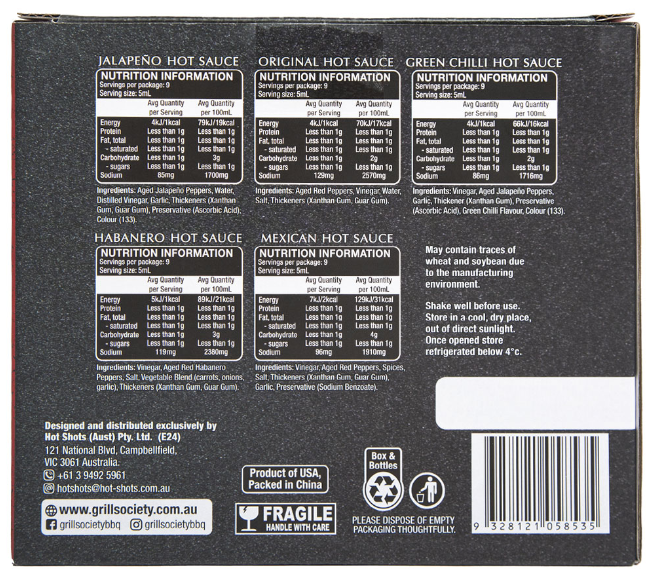 JALAPEÑO HOT SAUCE
NUTRITION INFORMATION
Servings per package: 9
Serving size: 5mL
Avg Quantity Avg Quantity
per Serving per 100mL
Energy 4kJ/1kcal 79kJ/19kcal
Protein Less than 1g Less than 1g
Fat, total Less than 1g Less than 1g
- saturated Less than 1g Less than 1g
Carbohydrate Less than 1g 3g
- sugars Less than 1g Less than 1g
Sodium 85mg 1700mg
Ingredients: Aged Jalapeño Peppers, Water,
Distilled Vinegar, Garlic, Thickeners (Xanthan
Gum, Guar Gum), Preservative (Ascorbic Acid),
Colour (133).
ORIGINAL HOT SAUCE
NUTRITION INFORMATION
Servings per package: 9
Serving size: 5mL
Avg Quantity Avg Quantity
per Serving per 100mL
Energy 4kJ/1kcal 70kJ/17kcal
Protein Less than 1g Less than 1g
Fat, total Less than 1g Less than 1g
- saturated Less than 1g Less than 1g
Carbohydrate Less than 1g 2g
- sugars Less than 1g Less than 1g
Sodium 129mg 2570mg
Ingredients: Aged Red Peppers, Vinegar, Water,
Salt, Thickeners (Xanthan Gum, Guar Gum).
GREEN CHILLI HOT SAUCE
NUTRITION INFORMATION
Servings per package: 9
Serving size: 5mL
Avg Quantity Avg Quantity
per Serving per 100mL
Energy 4kJ/1kcal 66kJ/16kcal
Protein Less than 1g Less than 1g
Fat, total Less than 1g Less than 1g
- saturated Less than 1g Less than 1g
Carbohydrate Less than 1g 2g
- sugars Less than 1g Less than 1g
Sodium 86mg 1716mg
Ingredients: Vinegar, Aged Jalapeño Peppers,
Garlic, Thickener (Xanthan Gum), Preservative
(Ascorbic Acid), Green Chilli Flavour, Colour (133).
HABANERO HOT SAUCE
NUTRITION INFORMATION
Servings per package: 9
Serving size: 5mL
Avg Quantity Avg Quantity
per Serving per 100mL
Energy 5kJ/1kcal 89kJ/21kcal
Protein Less than 1g Less than 1g
Fat, total Less than 1g Less than 1g
- saturated Less than 1g Less than 1g
Carbohydrate Less than 1g 3g
- sugars Less than 1g Less than 1g
Sodium 119mg 2380mg
Ingredients: Vinegar, Aged Red Habanero
Peppers, Salt, Vegetable Blend (carrots, onions,
garlic), Thickeners (Xanthan Gum, Guar Gum).
MEXICAN HOT SAUCE
NUTRITION INFORMATION
Servings per package: 9
Serving size: 5mL
Avg Quantity Avg Quantity
per Serving per 100mL
Energy 7kJ/2kcal 129kJ/31kcal
Protein Less than 1g Less than 1g
Fat, total Less than 1g Less than 1g
- saturated Less than 1g Less than 1g
Carbohydrate Less than 1g 4g
- sugars Less than 1g Less than 1g
Sodium 96mg 1910mg
Ingredients: Vinegar, Aged Red Peppers, Spices,
Salt, Thickeners (Xanthan Gum, Guar Gum),
Garlic, Preservative (Sodium Benzoate).
May contain traces of
wheat and soybean due
to the manufacturing
environment.
Shake well before use.
Store in a cool, dry place,
out of direct sunlight.
Once opened store
refrigerated below 4°c.
Designed and distributed exclusively by
Hot Shots (Aust) Pty. Ltd. (E24)
121 National Blvd, Campbellfield,
VIC 3061 Australia.
+61 3 9492 5961
hotshots@hot-shots.com.au
www.grillsociety.com.au
grillsocietybbq grillsocietybbq
Product of USA,
Packed in China
FRAGILE
HANDLE WITH CARE
Box &
Bottles
PLEASE DISPOSE OF EMPTY
PACKAGING THOUGHTFULLY.
9 328121 058535